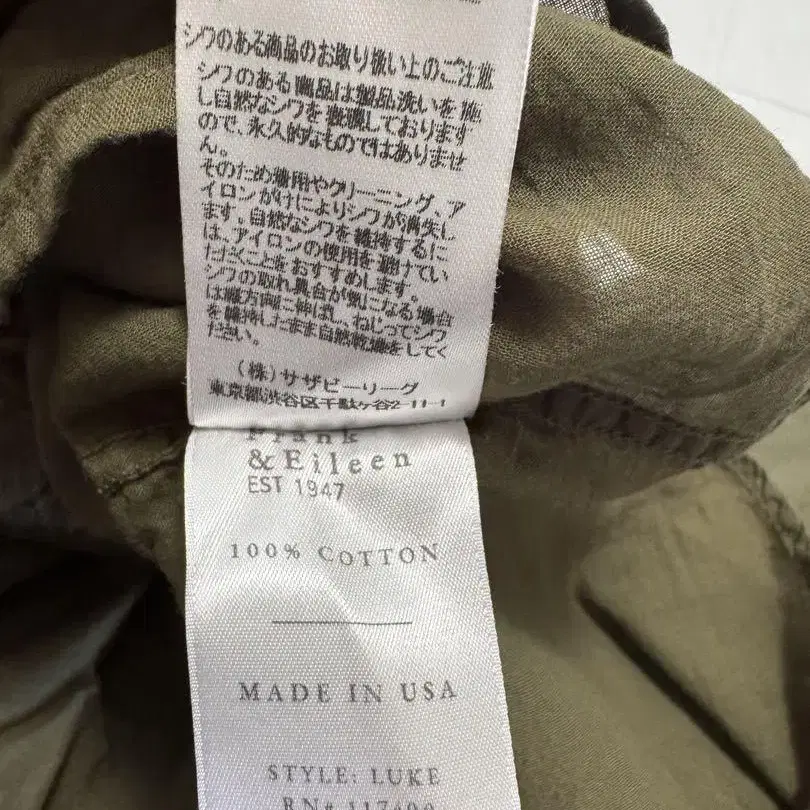 シワのある商品のお取り扱い上のご注意
シワのある商品は製品洗いを施
し自然なシワを表現しております
ので、永久的なものではありませ
ん。
そのため着用やクリーニング、ア
イロンがけによりシワが消失し
ます。自然なシワを維持するに
は、アイロンの使用を避けてい
ただくことをおすすめします。
シワの取れ具合が気になる場合
は縦方向に伸ばし、ねじってシワ
を維持したまま自然乾燥をしてく
ださい。
(株)サザビーリーグ
東京都渋谷区千駄ヶ谷2-11-1
Frank
& Eileen
EST 1947
100% COTTON
MADE IN USA
STYLE: LUKE
RN#